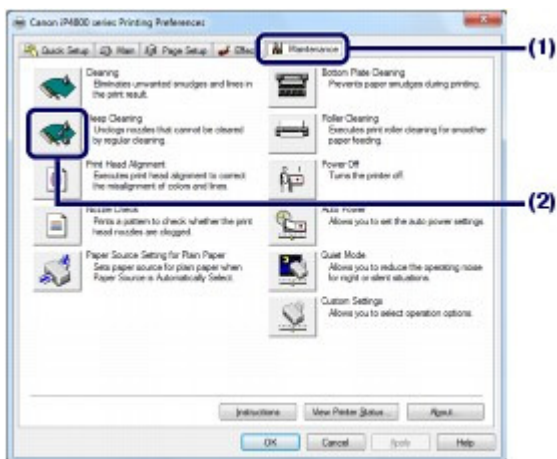 Canon iP4800 series Printing Preferences
Quick Setup Main Page Setup Effects Maintenance
(1)
Cleaning
Eliminates unwanted smudges and lines in
the print result.
Bottom Plate Cleaning
Prevents paper smudges during printing.
Deep Cleaning
Unclogs nozzles that cannot be cleared
by regular cleaning.
Roller Cleaning
Executes print roller cleaning for smoother
paper feeding.
Print Head Alignment
Executes print head alignment to correct
the misalignment of colors and lines.
Power Off
Turns the printer off.
(2)
Nozzle Check
Prints a pattern to check whether the print
head nozzles are clogged.
Auto Power
Allows you to set the auto power settings.
Paper Source Setting for Plain Paper
Sets paper source for plain paper when
Paper Source is Automatically Select.
Quiet Mode
Allows you to reduce the operating noise
for night or silent situations.
Custom Settings
Allows you to select operation options.
Instructions View Printer Status... About...
OK Cancel Apply Help